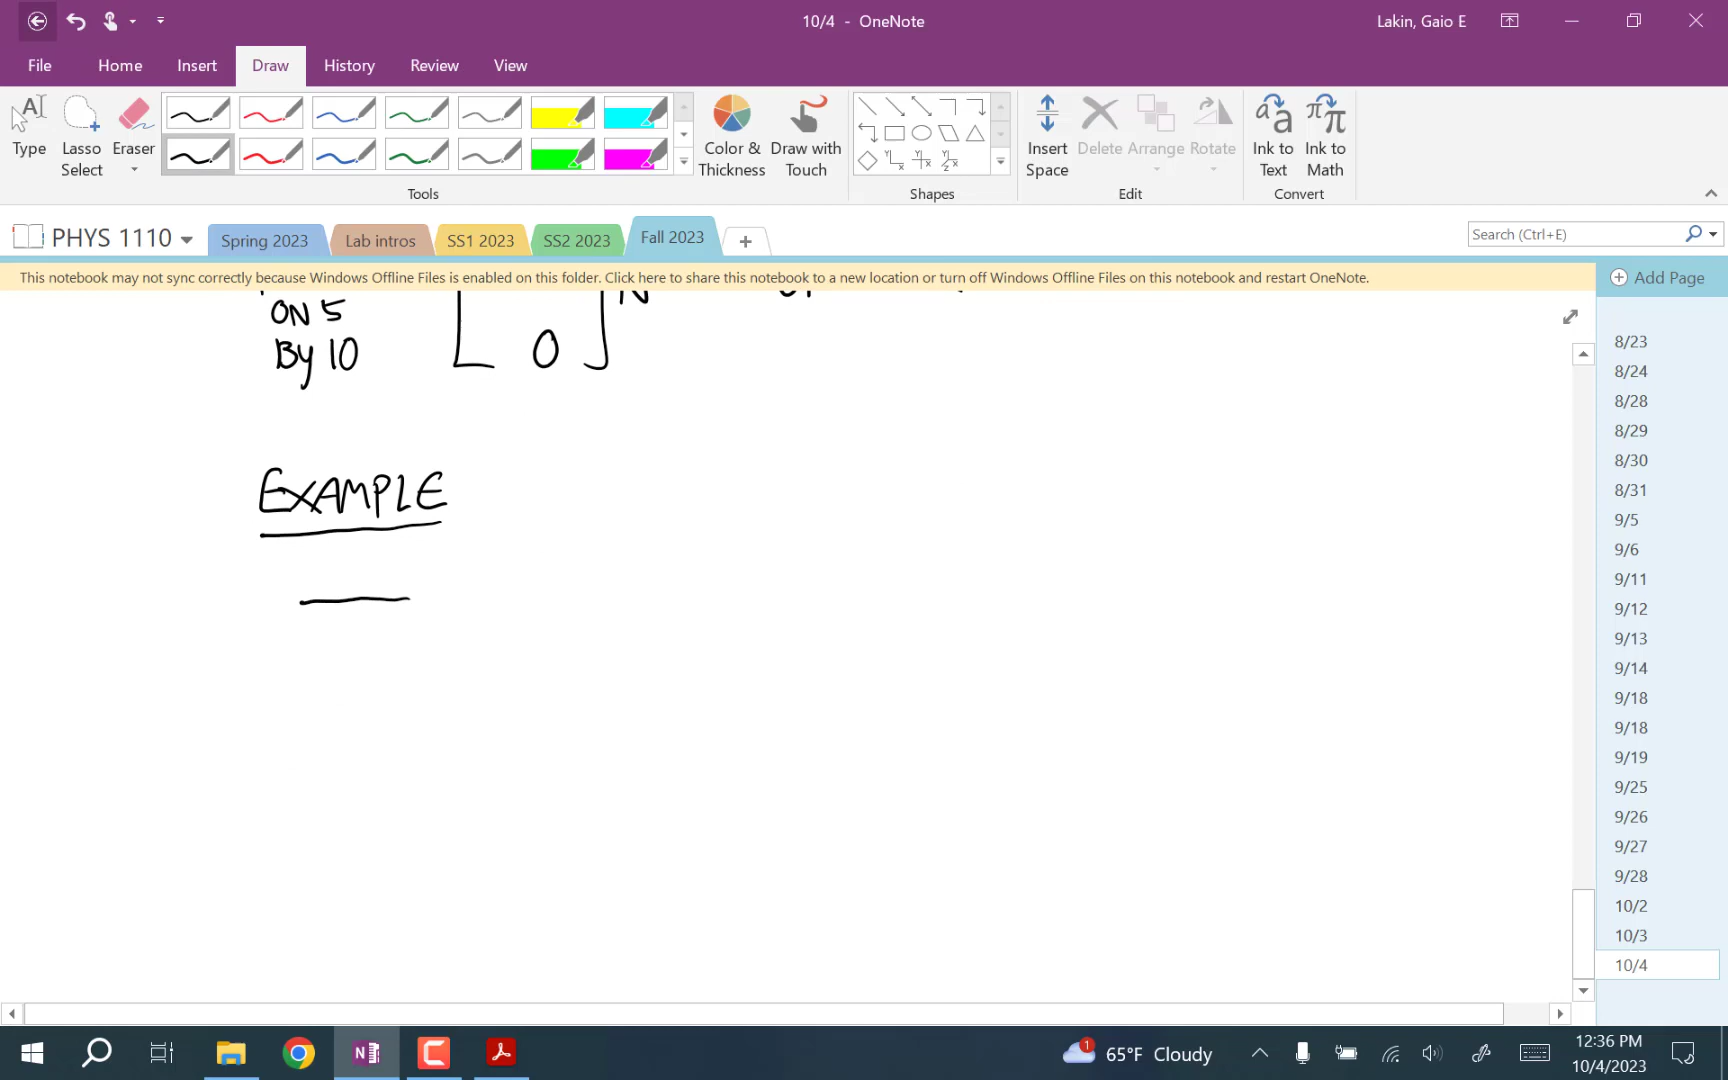 10/4 - OneNote
Lakin, Gaio E
File Home Insert Draw History Review View
Type
Lasso Select
Eraser
Color & Thickness
Draw with Touch
Insert Space
Delete Arrange Rotate
Ink to Text
Ink to Math
Tools Shapes Edit Convert
PHYS 1110 Spring 2023 Lab intros SS1 2023 SS2 2023 Fall 2023
Search (Ctrl+E)
This notebook may not sync correctly because Windows Offline Files is enabled on this folder. Click here to share this notebook to a new location or turn off Windows Offline Files on this notebook and restart OneNote.
Add Page
ON 5
By 10
0
EXAMPLE
8/23
8/24
8/28
8/29
8/30
8/31
9/5
9/6
9/11
9/12
9/13
9/14
9/18
9/18
9/19
9/25
9/26
9/27
9/28
10/2
10/3
10/4
1
65°F Cloudy
12:36 PM
10/4/2023